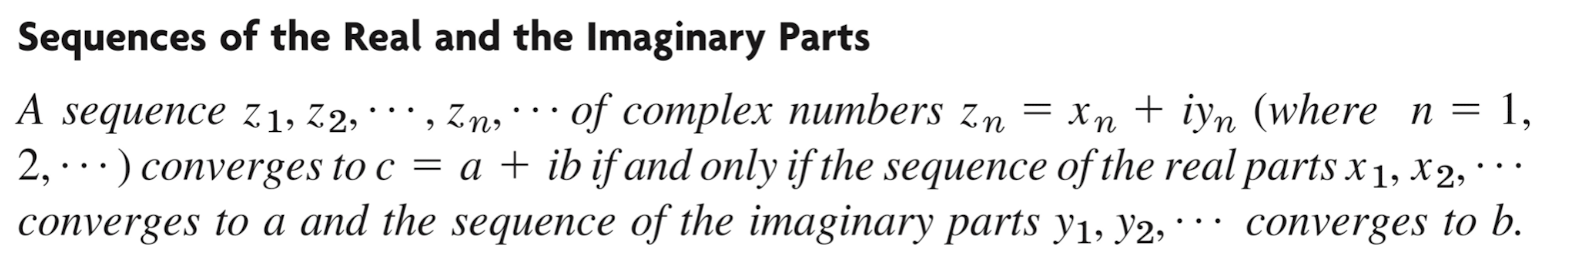 Sequences of the Real and the Imaginary Parts
A sequence z₁, z₂, ⋯ , zₙ, ⋯ of complex numbers zₙ = xₙ + iyₙ (where n = 1,
2, ⋯ ) converges to c = a + ib if and only if the sequence of the real parts x₁, x₂, ⋯
converges to a and the sequence of the imaginary parts y₁, y₂, ⋯ converges to b.